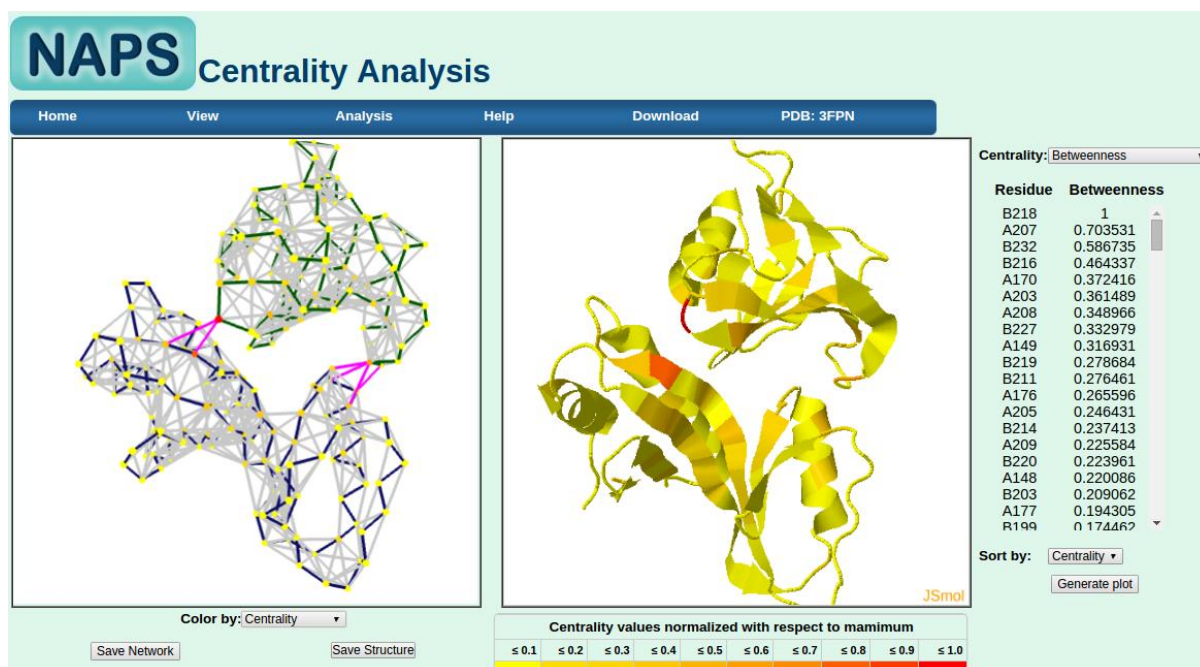 NAPS Centrality Analysis
Home View Analysis Help Download PDB: 3FPN
Centrality: Betweenness
Residue Betweenness
B218 1
A207 0.703531
B232 0.586735
B216 0.464337
A170 0.372416
A203 0.361489
A208 0.348966
B227 0.332979
A149 0.316931
B219 0.278684
B211 0.276461
A176 0.265596
A205 0.246431
B214 0.237413
A209 0.225584
B220 0.223961
A148 0.220086
B203 0.209062
A177 0.194305
B199 0.174462
Sort by: Centrality
Generate plot
JSmol
Color by: Centrality
Save Network Save Structure
Centrality values normalized with respect to mamimum
≤ 0.1 ≤ 0.2 ≤ 0.3 ≤ 0.4 ≤ 0.5 ≤ 0.6 ≤ 0.7 ≤ 0.8 ≤ 0.9 ≤ 1.0